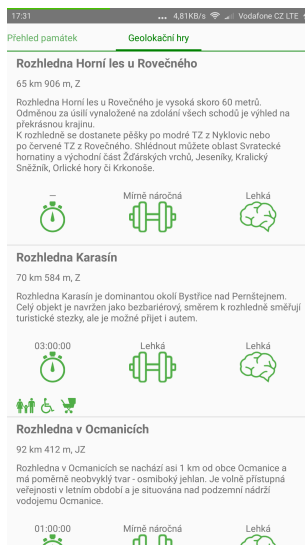 17:31 ... 4,81KB/s Vodafone CZ LTE
Přehled památek Geolokační hry
Rozhledna Horní les u Rovečného
65 km 906 m, Z
Rozhledna Horní les u Rovečného je vysoká skoro 60 metrů.
Odměnou za úsilí vynaložené na zdolání všech schodů je výhled na
překrásnou krajinu.
K rozhledně se dostanete pěšky po modré TZ z Nyklovic nebo
po červené TZ z Rovečného. Shlédnout můžete oblast Svratecké
hornatiny a východní část Žďárských vrchů, Jeseníky, Kralický
Sněžník, Orlické hory či Krkonoše.
– Mírně náročná Lehká
Rozhledna Karasín
70 km 584 m, Z
Rozhledna Karasín je dominantou okolí Bystřice nad Pernštejnem.
Celý objekt je navržen jako bezbariérový, směrem k rozhledně směřují
turistické stezky, ale je možné přijet i autem.
03:00:00 Lehká Lehká
Rozhledna v Ocmanicích
92 km 412 m, JZ
Rozhledna v Ocmanicích se nachází asi 1 km od obce Ocmanice a
má poměrně neobvyklý tvar - osmiboký jehlan. Je volně přístupná
veřejnosti v letním období a je situována nad podzemní nádrží
vodojemu Ocmanice.
01:00:00 Mírně náročná Lehká